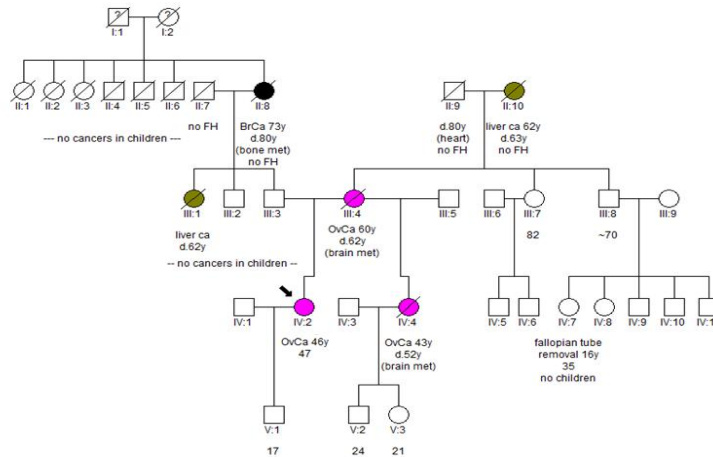 ? ?
I:1 I:2
II:1 II:2 II:3 II:4 II:5 II:6 II:7 II:8 II:9 II:10
--- no cancers in children ---
no FH
BrCa 73y
d.80y
(bone met)
no FH
d.80y
(heart)
no FH
liver ca 62y
d.63y
no FH
III:1 III:2 III:3 III:4 III:5 III:6 III:7 III:8 III:9
liver ca
d.62y
-- no cancers in children --
OvCa 60y
d.62y
(brain met)
82
~70
IV:1 IV:2 IV:3 IV:4 IV:5 IV:6 IV:7 IV:8 IV:9 IV:10 IV:1
OvCa 46y
47
OvCa 43y
d.52y
(brain met)
fallopian tube
removal 16y
35
no children
V:1 V:2 V:3
17 24 21